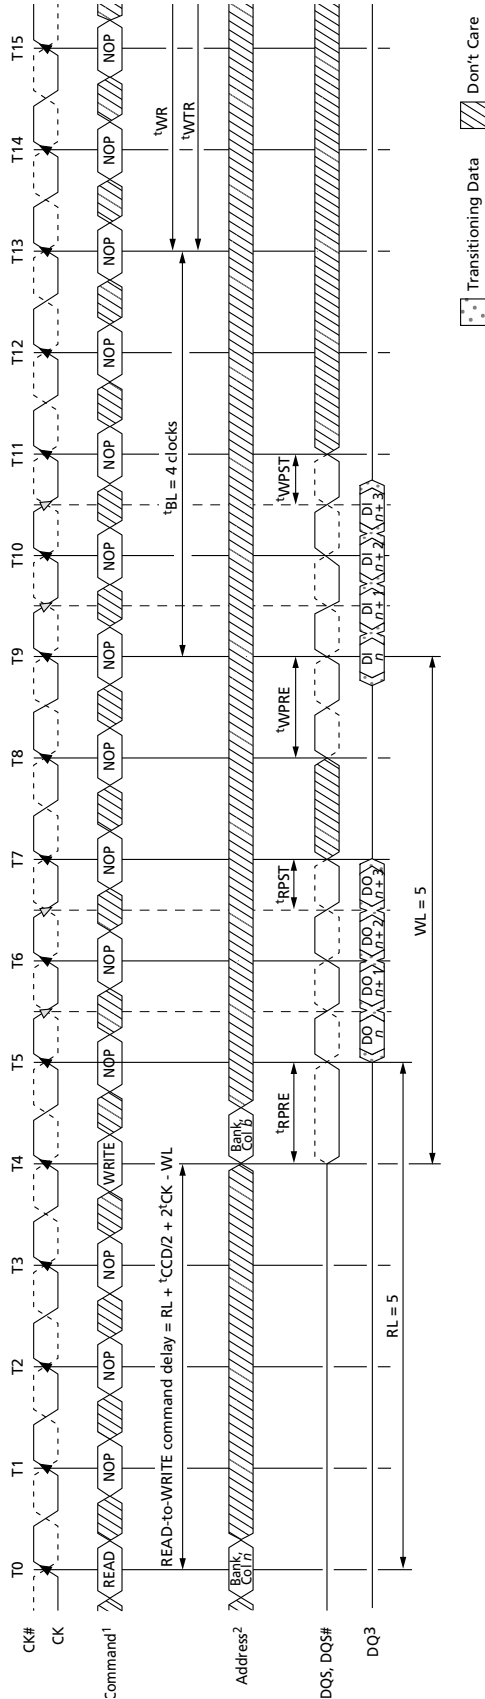 T0 T1 T2 T3 T4 T5 T6 T7 T8 T9 T10 T11 T12 T13 T14 T15
CK#
CK
Command¹ READ NOP NOP NOP WRITE NOP NOP NOP NOP NOP NOP NOP NOP NOP NOP NOP
READ-to-WRITE command delay = RL + ᵗCCD/2 + 2ᵗCK - WL
ᵗBL = 4 clocks
ᵗWR
ᵗWTR
Address²
Bank,
Col n
Bank,
Col b
ᵗRPRE ᵗRPST ᵗWPRE ᵗWPST
DQS, DQS#
DQ³
DO
n
DO
n + 1
DO
n + 2
DO
n + 3
DI
n
DI
n + 1
DI
n + 2
DI
n + 3
RL = 5
WL = 5
Transitioning Data
Don't Care